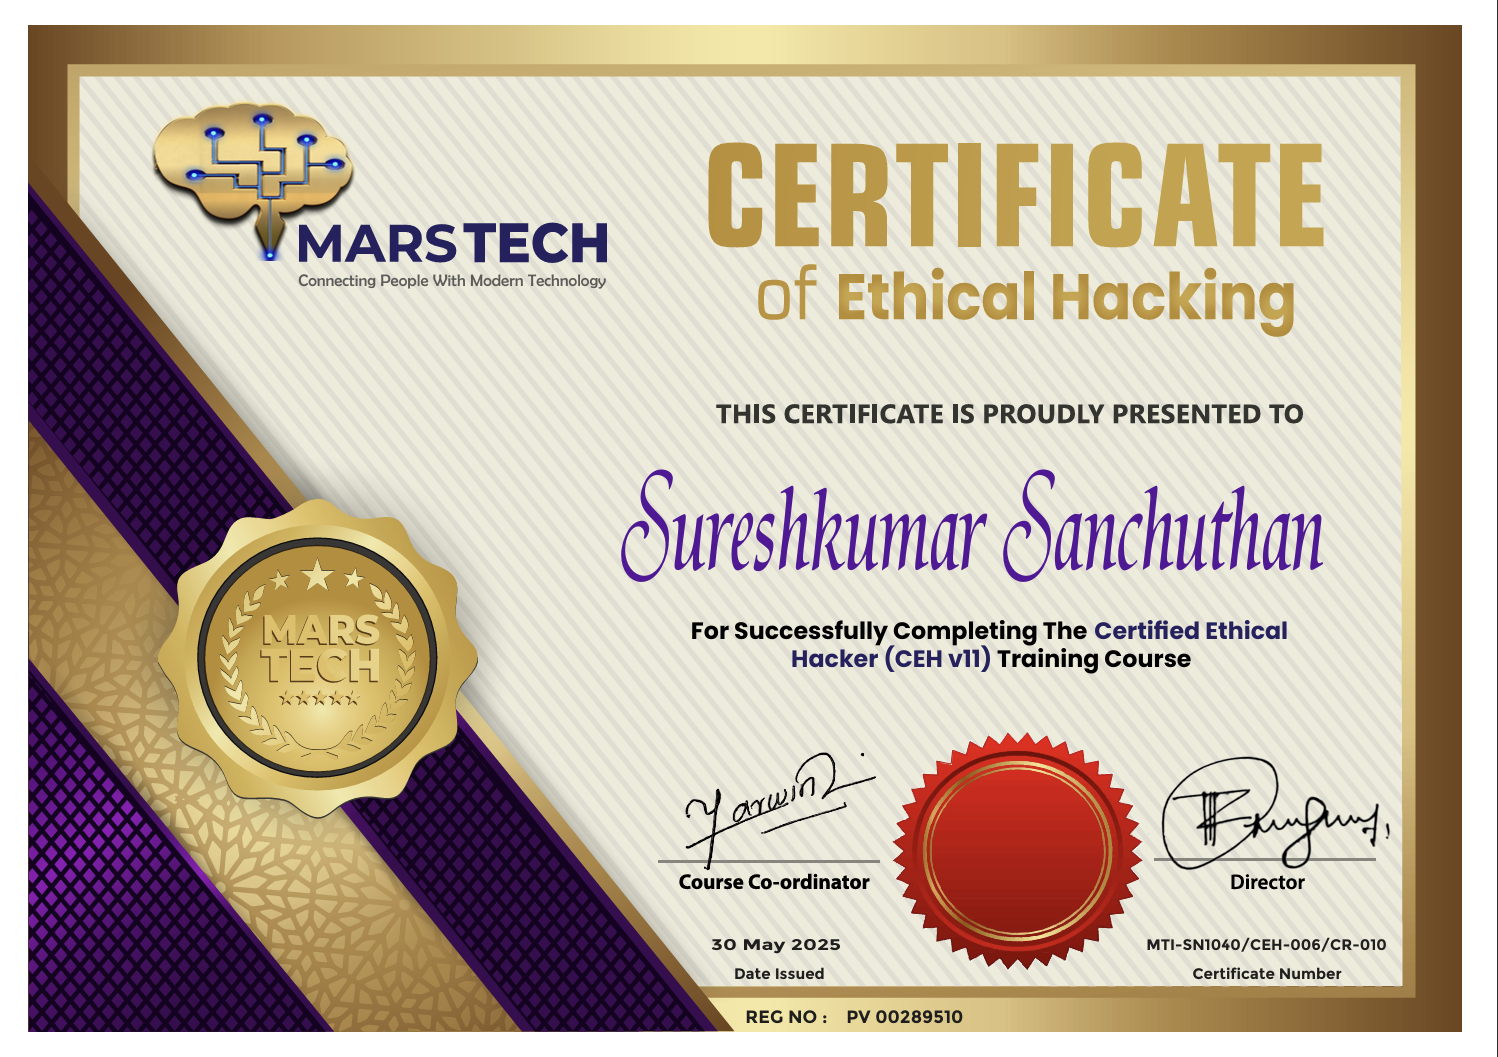 MARS TECH
Connecting People With Modern Technology
CERTIFICATE
of Ethical Hacking
THIS CERTIFICATE IS PROUDLY PRESENTED TO
Sureshkumar Sanchuthan
For Successfully Completing The Certified Ethical
Hacker (CEH v11) Training Course
MARS
TECH
Course Co-ordinator
Director
30 May 2025
Date Issued
MTI-SN1040/CEH-006/CR-010
Certificate Number
REG NO : PV 00289510